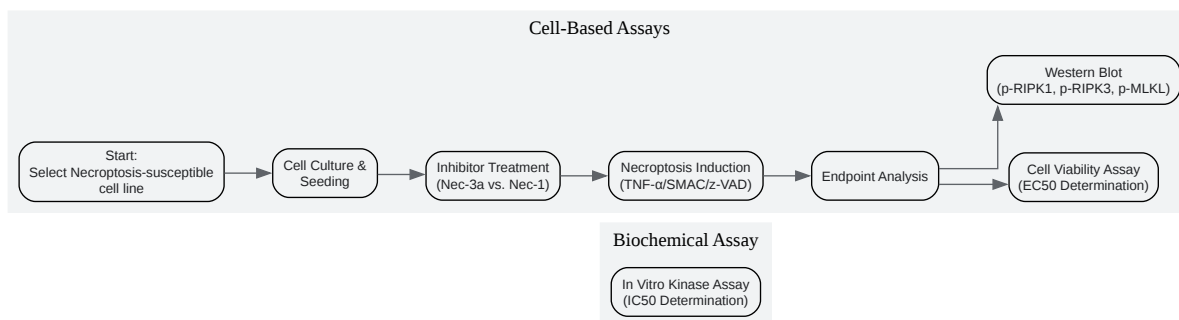 Cell-Based Assays
Western Blot
(p-RIPK1, p-RIPK3, p-MLKL)
Start:
Select Necroptosis-susceptible
cell line
Cell Culture &
Seeding
Inhibitor Treatment
(Nec-3a vs. Nec-1)
Necroptosis Induction
(TNF-α/SMAC/z-VAD)
Endpoint Analysis
Cell Viability Assay
(EC50 Determination)
Biochemical Assay
In Vitro Kinase Assay
(IC50 Determination)